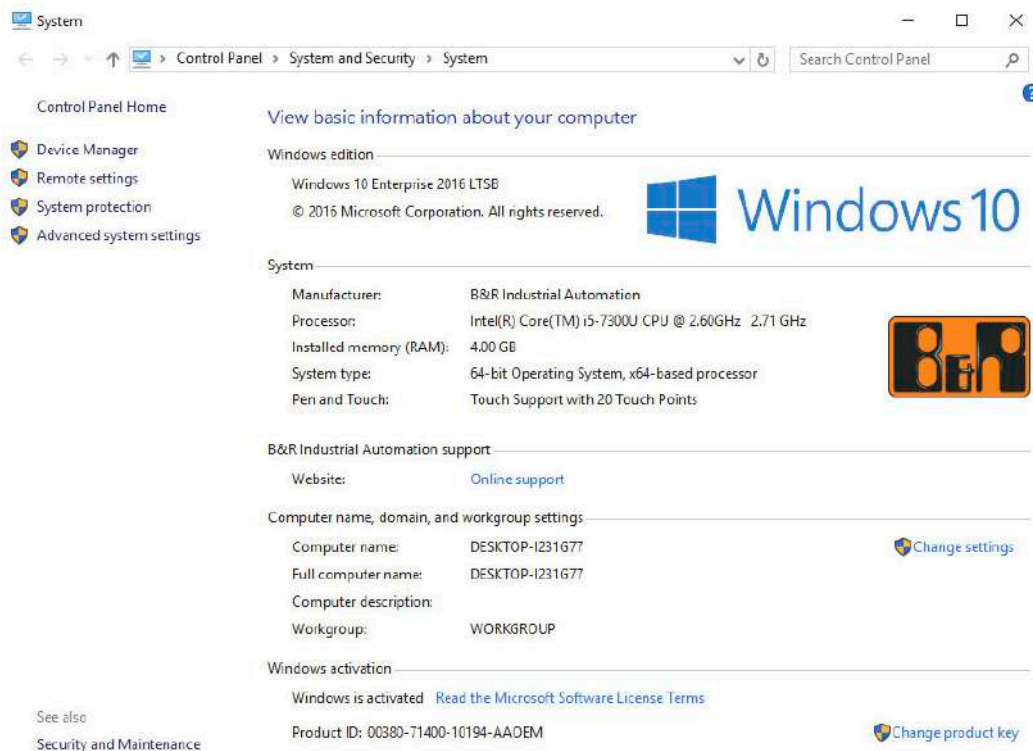 System
Control Panel > System and Security > System
Search Control Panel
Control Panel Home
Device Manager
Remote settings
System protection
Advanced system settings
View basic information about your computer
Windows edition
Windows 10 Enterprise 2016 LTSB
© 2016 Microsoft Corporation. All rights reserved.
Windows 10
System
Manufacturer: B&R Industrial Automation
Processor: Intel(R) Core(TM) i5-7300U CPU @ 2.60GHz 2.71 GHz
Installed memory (RAM): 4.00 GB
System type: 64-bit Operating System, x64-based processor
Pen and Touch: Touch Support with 20 Touch Points
B&R
B&R Industrial Automation support
Website: Online support
Computer name, domain, and workgroup settings
Computer name: DESKTOP-I231G77
Change settings
Full computer name: DESKTOP-I231G77
Computer description:
Workgroup: WORKGROUP
Windows activation
Windows is activated Read the Microsoft Software License Terms
Product ID: 00380-71400-10194-AAOEM
Change product key
See also
Security and Maintenance